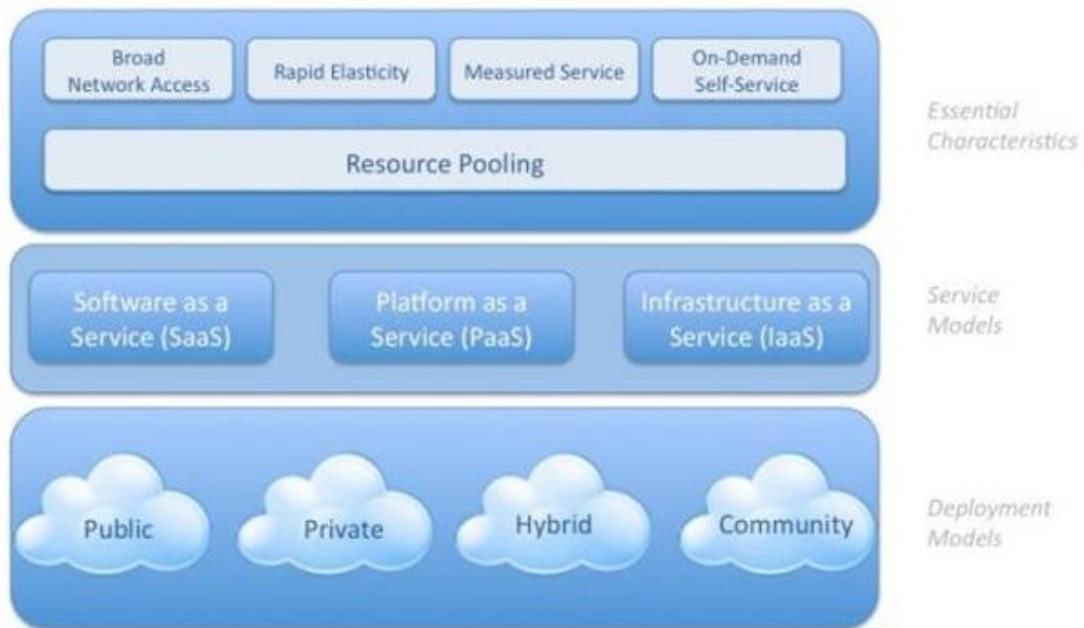 Broad
Network Access
Rapid Elasticity
Measured Service
On-Demand
Self-Service
Resource Pooling
Essential
Characteristics
Software as a
Service (SaaS)
Platform as a
Service (PaaS)
Infrastructure as a
Service (IaaS)
Service
Models
Public
Private
Hybrid
Community
Deployment
Models